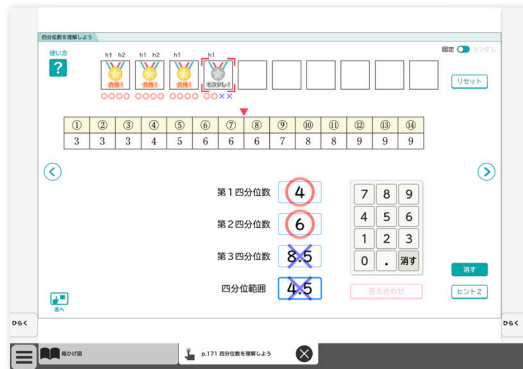 四分位数を理解しよう
使い方
?
h1 h2 h1 h2 h1 h1
固定 ランダム
合格!! 合格!! 合格!! もう少し!
リセット
① ② ③ ④ ⑤ ⑥ ⑦ ⑧ ⑨ ⑩ ⑪ ⑫ ⑬ ⑭
3 3 3 4 5 6 6 6 7 8 8 9 9 9
第1四分位数 4
第2四分位数 6
第3四分位数 8.5
四分位範囲 4.5
7 8 9
4 5 6
1 2 3
0 . 消す
答え合わせ
消す
ヒント2
左へ
ひらく
ひらく
箱ひげ図
p.171 四分位数を理解しよう